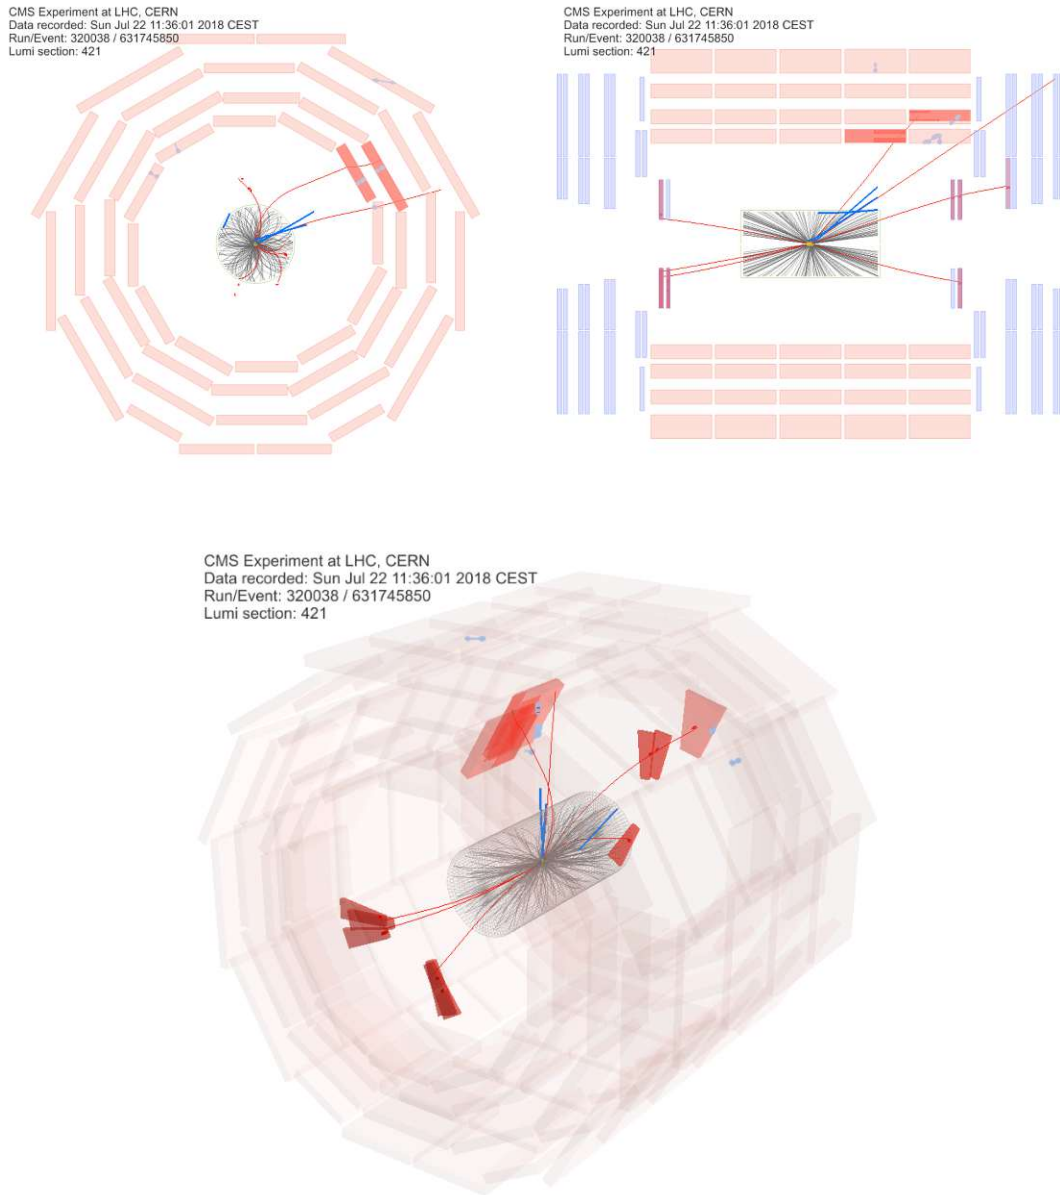 CMS Experiment at LHC, CERN
Data recorded: Sun Jul 22 11:36:01 2018 CEST
Run/Event: 320038 / 631745850
Lumi section: 421
CMS Experiment at LHC, CERN
Data recorded: Sun Jul 22 11:36:01 2018 CEST
Run/Event: 320038 / 631745850
Lumi section: 421
CMS Experiment at LHC, CERN
Data recorded: Sun Jul 22 11:36:01 2018 CEST
Run/Event: 320038 / 631745850
Lumi section: 421